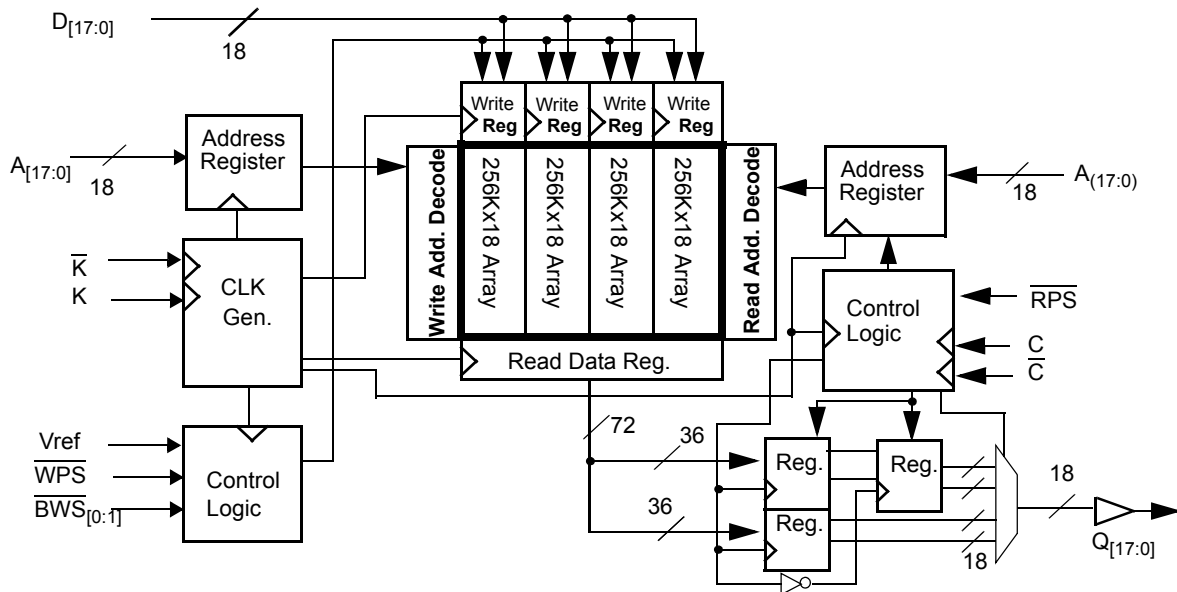 D[17:0]
18
Write Reg
Write Reg
Write Reg
Write Reg
Address Register
A[17:0]
18
Write Add. Decode
256Kx18 Array
256Kx18 Array
256Kx18 Array
256Kx18 Array
Read Add. Decode
Address Register
18
A(17:0)
K̅
K
CLK Gen.
Control Logic
R̅P̅S̅
C
C̅
Read Data Reg.
Vref
W̅P̅S̅
B̅W̅S̅[0:1]
Control Logic
72
36
Reg.
Reg.
36
Reg.
18
18
Q[17:0]